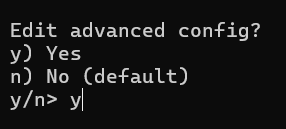 Edit advanced config?
y) Yes
n) No (default)
y/n> y